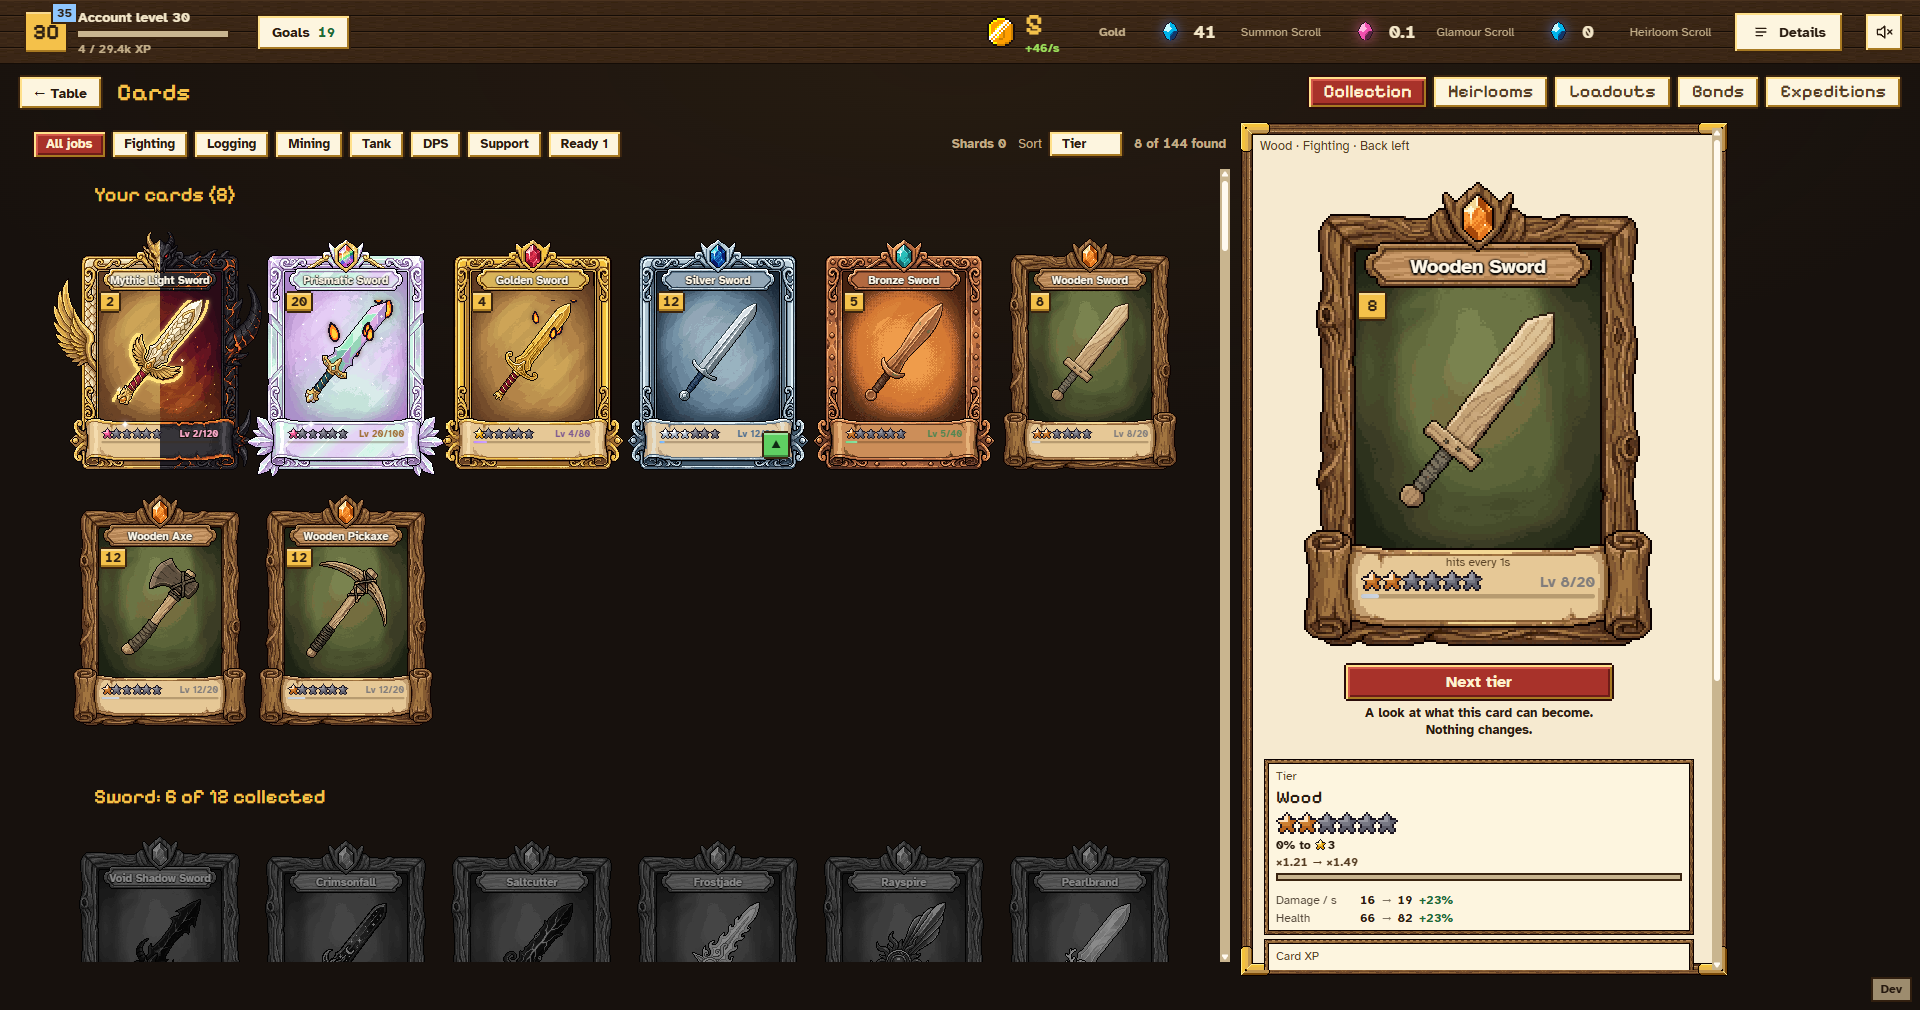 35
30
Account level 30
4 / 29.4k XP
Goals 19
S
+46/s
Gold
41
Summon Scroll
0.1
Glamour Scroll
0
Heirloom Scroll
Details
← Table
Cards
Collection
Heirlooms
Loadouts
Bonds
Expeditions
All jobs
Fighting
Logging
Mining
Tank
DPS
Support
Ready 1
Shards 0
Sort
Tier
8 of 144 found
Your cards (8)
Mythic Light Sword
2
Lv 2/120
Prismatic Sword
20
Lv 20/100
Golden Sword
4
Lv 4/80
Silver Sword
12
Lv 12
Bronze Sword
5
Lv 5/40
Wooden Sword
8
Lv 8/20
Wooden Axe
12
Lv 12/20
Wooden Pickaxe
12
Lv 12/20
Sword: 6 of 12 collected
Void Shadow Sword
Crimsonfall
Saltcutter
Frostjade
Rayspire
Pearlbrand
Wood · Fighting · Back left
Wooden Sword
8
hits every 1s
Lv 8/20
Next tier
A look at what this card can become.
Nothing changes.
Tier
Wood
0% to ★3
×1.21 → ×1.49
Damage / s 16 → 19 +23%
Health 66 → 82 +23%
Card XP
Dev